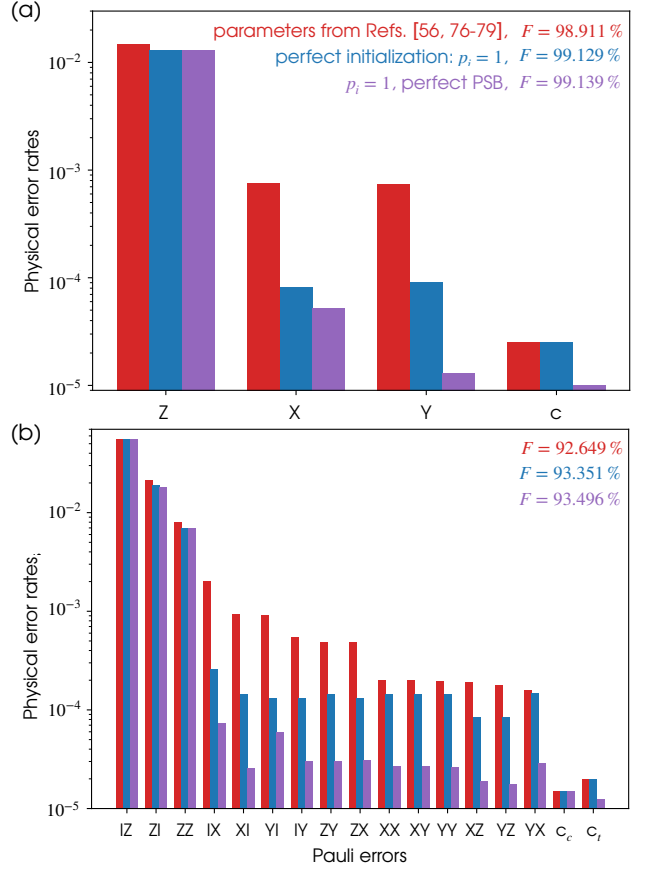 (a)
parameters from Refs. [56, 76-79], F = 98.911 %
perfect initialization: pᵢ = 1, F = 99.129 %
pᵢ = 1, perfect PSB, F = 99.139 %
Physical error rates
10⁻²
10⁻³
10⁻⁴
10⁻⁵
Z X Y c
(b)
F = 92.649 %
F = 93.351 %
F = 93.496 %
Physical error rates,
10⁻²
10⁻³
10⁻⁴
10⁻⁵
IZ ZI ZZ IX XI YI IY ZY ZX XX XY YY XZ YZ YX c_c c_t
Pauli errors